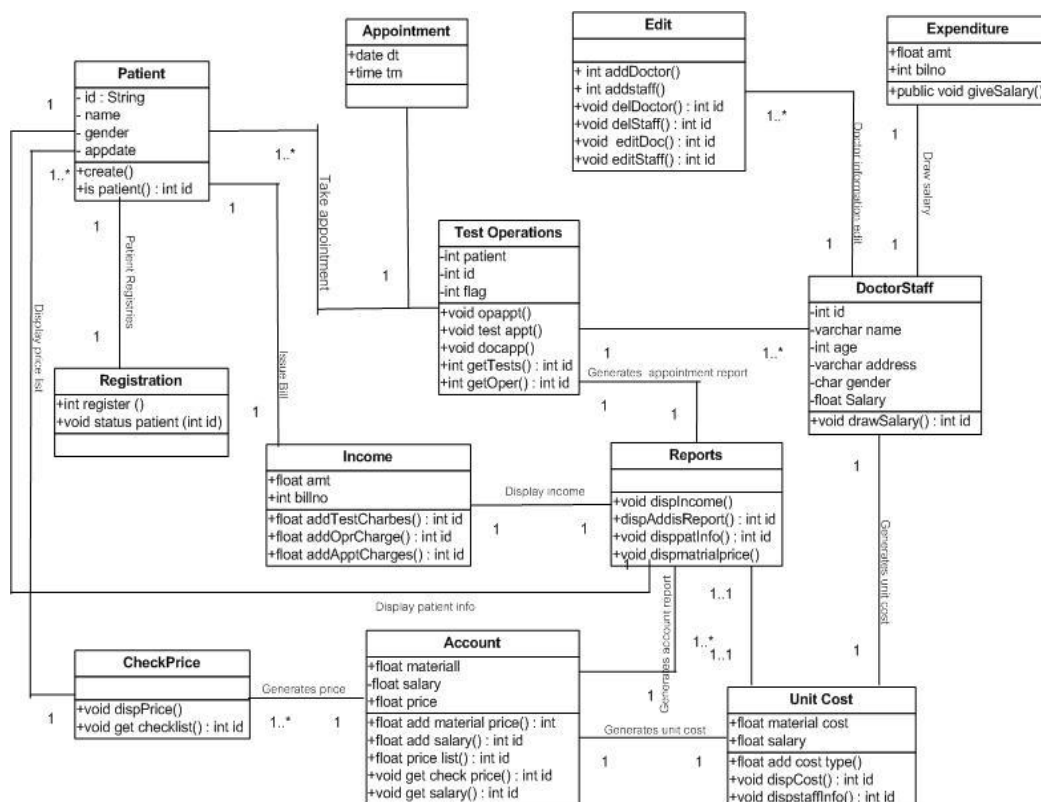 Appointment
+date dt
+time tm
Edit
+ int addDoctor()
+ int addstaff()
+void delDoctor() : int id
+void delStaff() : int id
+void  editDoc() : int id
+void editStaff() : int id
Expenditure
+float amt
+int bilno
+public void giveSalary()
Patient
- id : String
- name
- gender
- appdate
+create()
+is patient() : int id
1
1..*
1..*
1
1
Take appointment
1
1..*
Doctor information edit
1
1
Draw salary
1
Test Operations
-int patient
-int id
-int flag
+void opappt()
+void test appt()
+void docapp()
+int getTests() : int id
+int getOper() : int id
DoctorStaff
-int id
-varchar name
-int age
-varchar address
-char gender
-float Salary
+void drawSalary() : int id
Patient Registries
1
Display price list
Registration
+int register ()
+void status patient (int id)
Issue Bill
1
1
1..*
Generates  appointment report
1
1
Income
+float amt
+int billno
+float addTestCharbes() : int id
+float addOprCharge() : int id
+float addApptCharges() : int id
Display income
1
1
Reports
+void dispIncome()
+dispAddisReport() : int id
+void disppatInfo() : int id
+void dispmatrialprice()
1
1
Generates unit cost
1
Display patient info
Generates account report
1..*
1
1..1
1..1
CheckPrice
+void dispPrice()
+void get checklist() : int id
1
Generates price
1..*
1
Account
+float materiall
-float salary
+float price
+float add material price() : int
+float add salary() : int id
+float price list() : int id
+void get check price() : int id
+void get salary() : int id
Generates unit cost
1
1
Unit Cost
+float material cost
+float salary
+float add cost type()
+void dispCost() : int id
+void dispstaffInfo() : int id